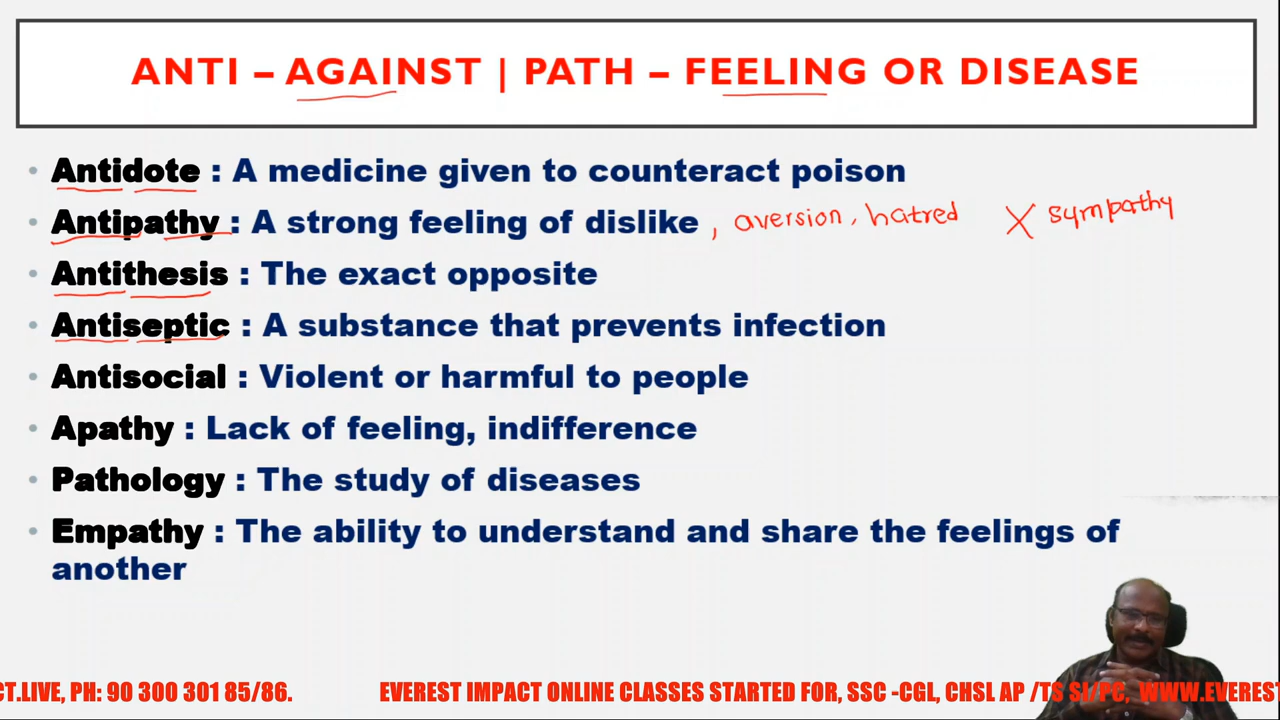 ANTI – AGAINST | PATH – FEELING OR DISEASE
• Antidote : A medicine given to counteract poison
• Antipathy : A strong feeling of dislike , aversion, hatred X sympathy
• Antithesis : The exact opposite
• Antiseptic : A substance that prevents infection
• Antisocial : Violent or harmful to people
• Apathy : Lack of feeling, indifference
• Pathology : The study of diseases
• Empathy : The ability to understand and share the feelings of
another
CT.LIVE, PH: 90 300 301 85/86. EVEREST IMPACT ONLINE CLASSES STARTED FOR, SSC -CGL, CHSL AP /TS SI/PC, WWW.EVEREST